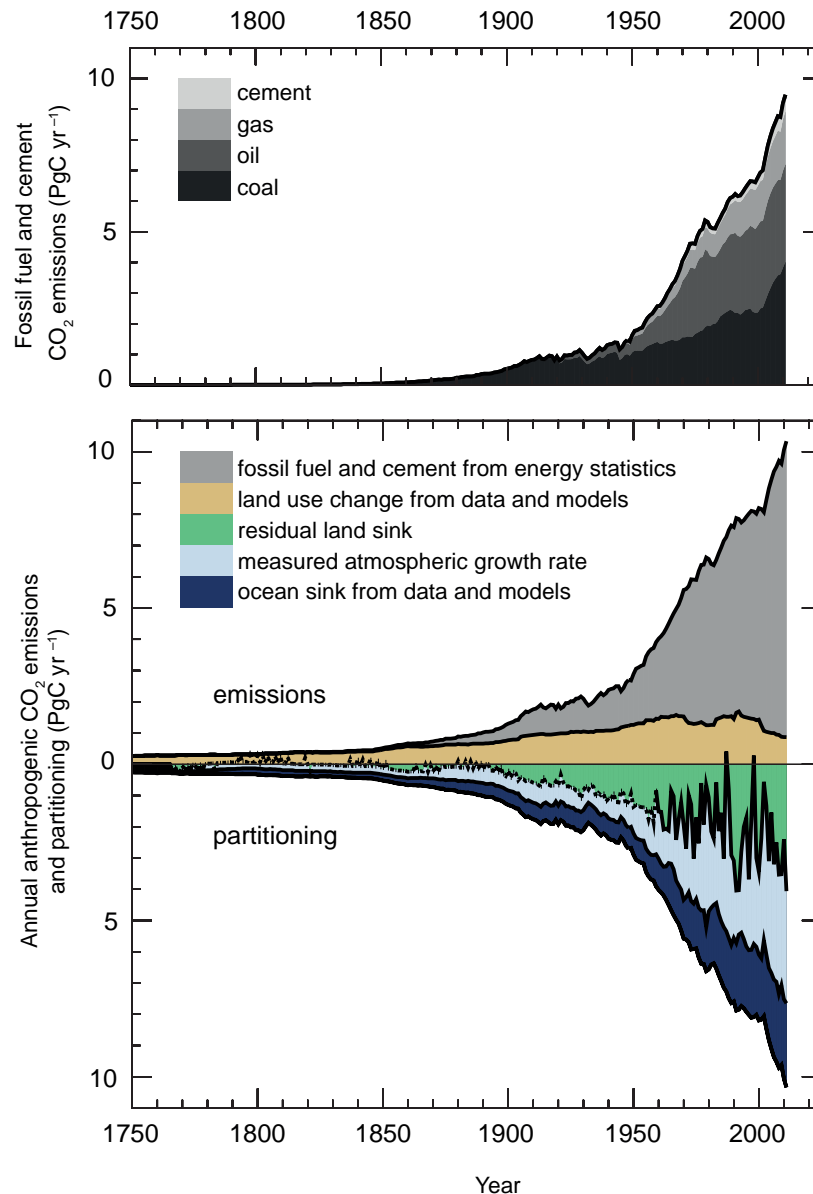 1750 1800 1850 1900 1950 2000
10
5
0
Fossil fuel and cement
CO₂ emissions (PgC yr⁻¹)
cement
gas
oil
coal
10
5
0
5
10
Annual anthropogenic CO₂ emissions
and partitioning (PgC yr⁻¹)
fossil fuel and cement from energy statistics
land use change from data and models
residual land sink
measured atmospheric growth rate
ocean sink from data and models
emissions
partitioning
1750 1800 1850 1900 1950 2000
Year